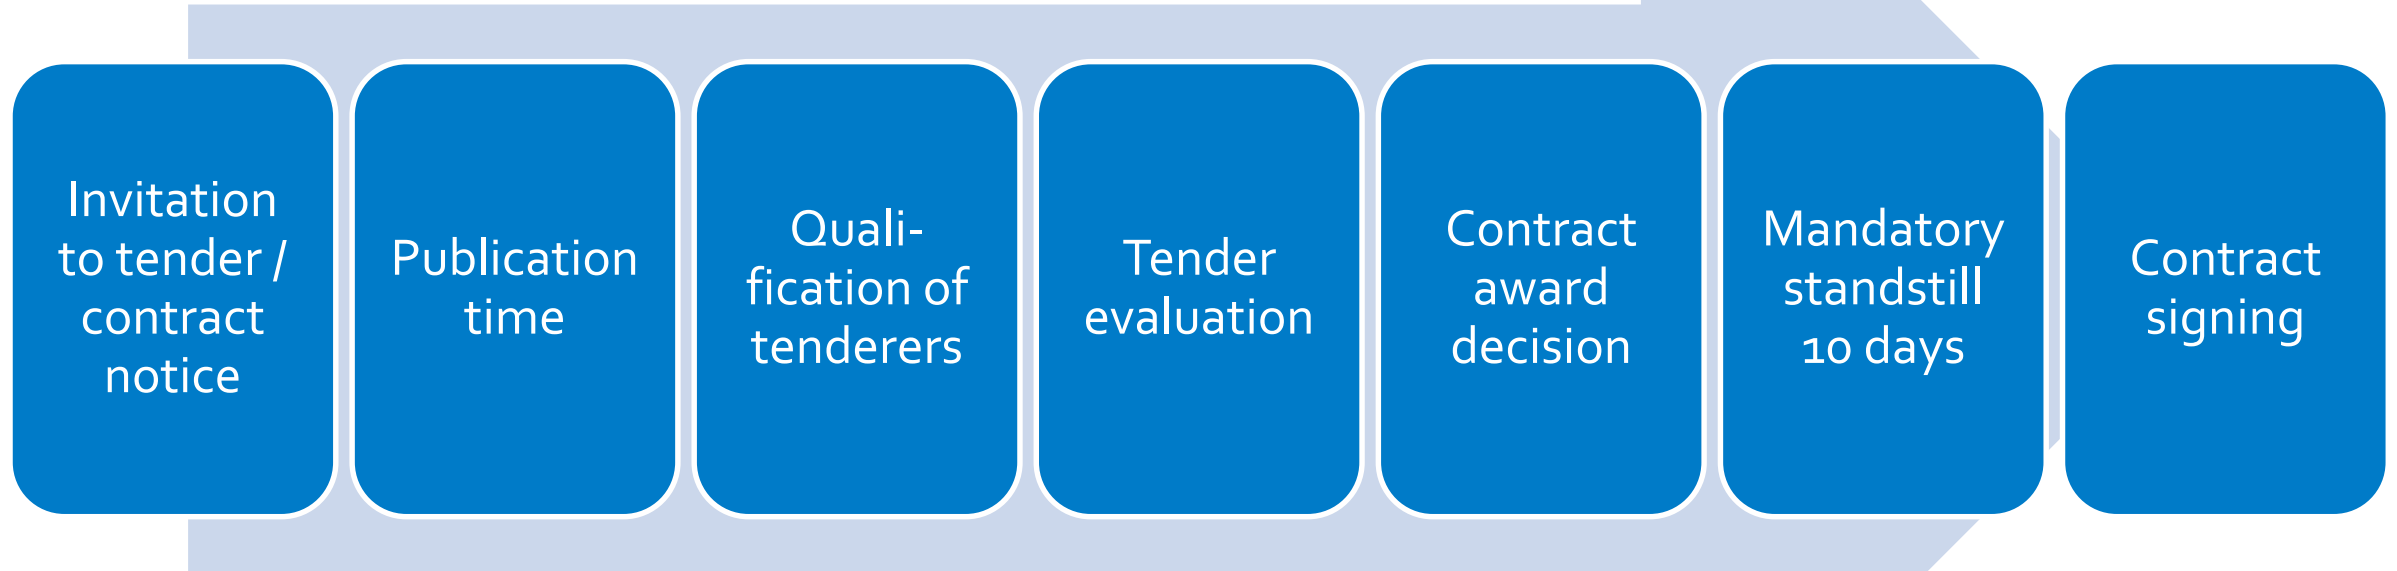 Invitation
to tender /
contract
notice
Publication
time
Quali-
fication of
tenderers
Tender
evaluation
Contract
award
decision
Mandatory
standstill
10 days
Contract
signing